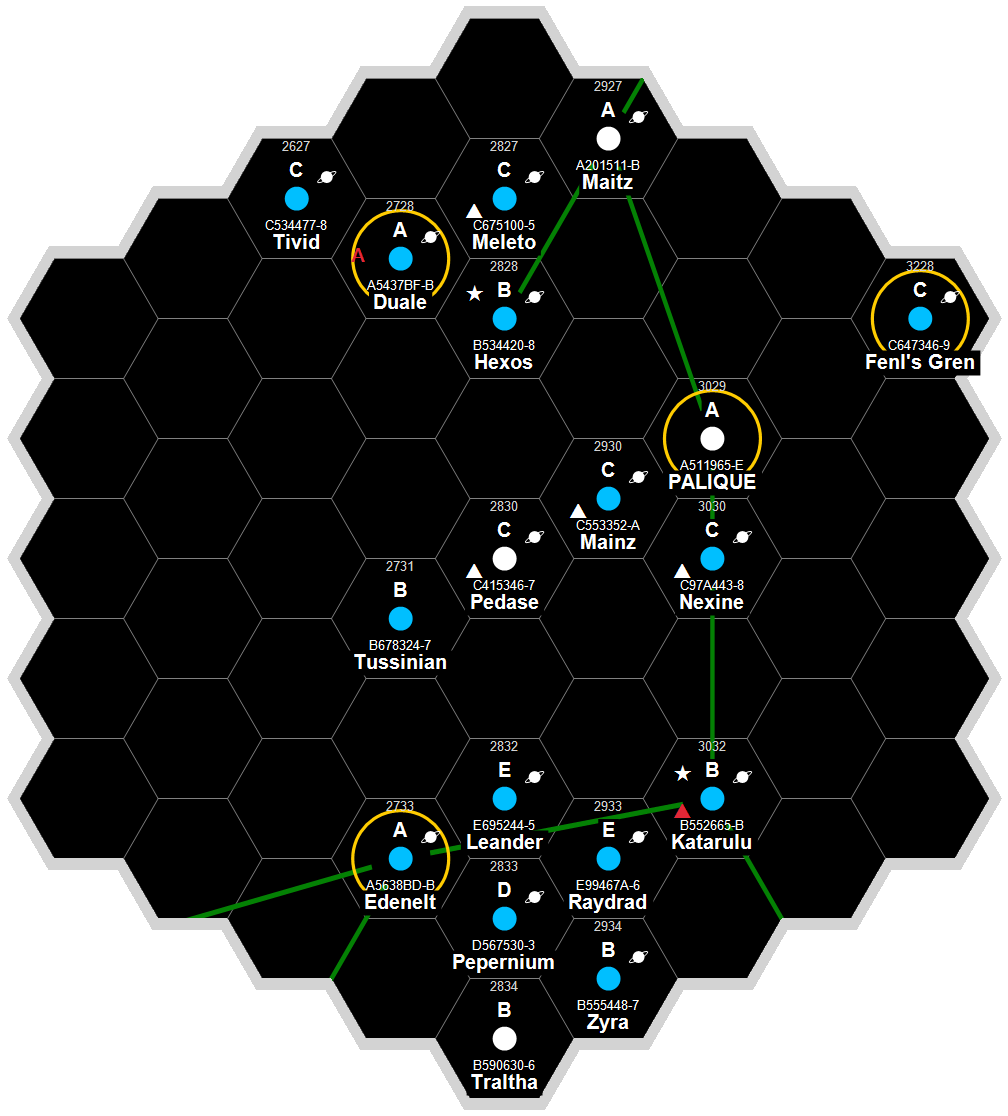 2927
A
A201511-B
Maitz
2627
C
C534477-8
Tivid
2827
C
C675100-5
Meleto
2728
A
A
A5437BF-B
Duale
2828
B
B534420-8
Hexos
3228
C
C647346-9
Fenl's Gren
3029
A
A511965-E
PALIQUE
2930
C
C553352-A
Mainz
2830
C
C415346-7
Pedase
3030
C
C97A443-8
Nexine
2731
B
B678324-7
Tussinian
2832
E
E695244-5
Leander
3032
B
B552665-B
Katarulu
2733
A
A5638BD-B
Edenelt
2933
E
E99467A-6
Raydrad
2833
D
D567530-3
Pepernium
2934
B
B555448-7
Zyra
2834
B
B590630-6
Traltha